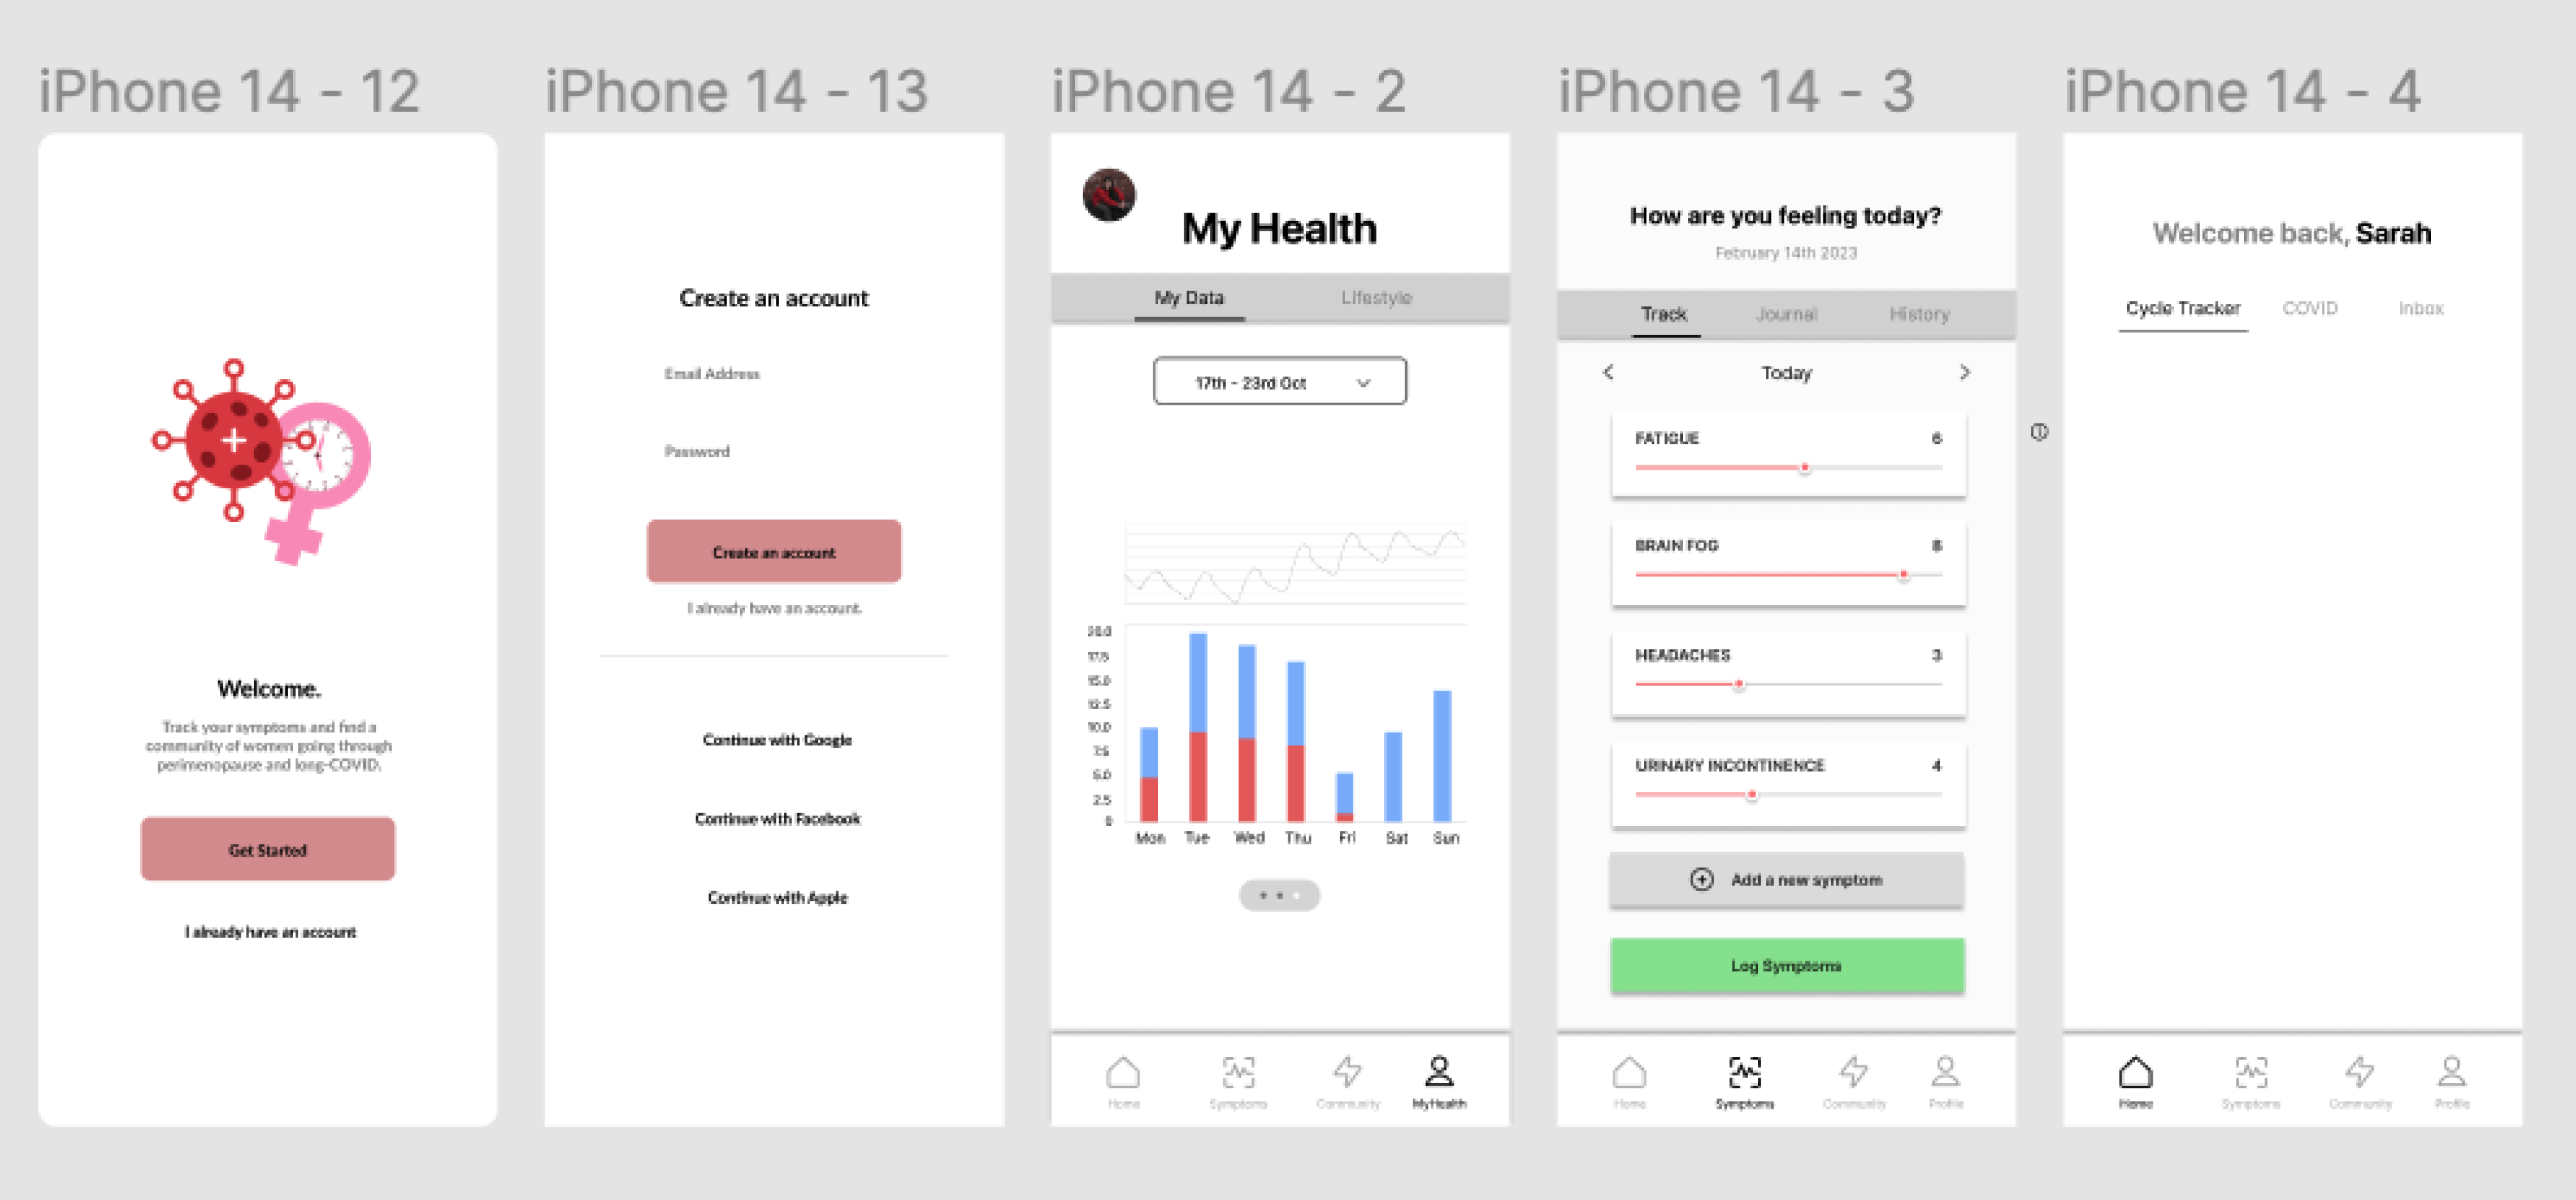 iPhone 14 - 12
Welcome.
Track your symptoms and find a
community of women going through
perimenopause and long-COVID.
Get Started
I already have an account
iPhone 14 - 13
Create an account
Email Address
Password
Create an account
I already have an account.
Continue with Google
Continue with Facebook
Continue with Apple
iPhone 14 - 2
My Health
My Data Lifestyle
17th - 23rd Oct
20.0
17.5
15.0
12.5
10.0
7.5
5.0
2.5
0
Mon Tue Wed Thu Fri Sat Sun
Home Symptoms Community MyHealth
iPhone 14 - 3
How are you feeling today?
February 14th 2023
Track Journal History
Today
FATIGUE 6
BRAIN FOG 8
HEADACHES 3
URINARY INCONTINENCE 4
Add a new symptom
Log Symptoms
Home Symptoms Community Profile
iPhone 14 - 4
Welcome back, Sarah
Cycle Tracker COVID Inbox
Home Symptoms Community Profile